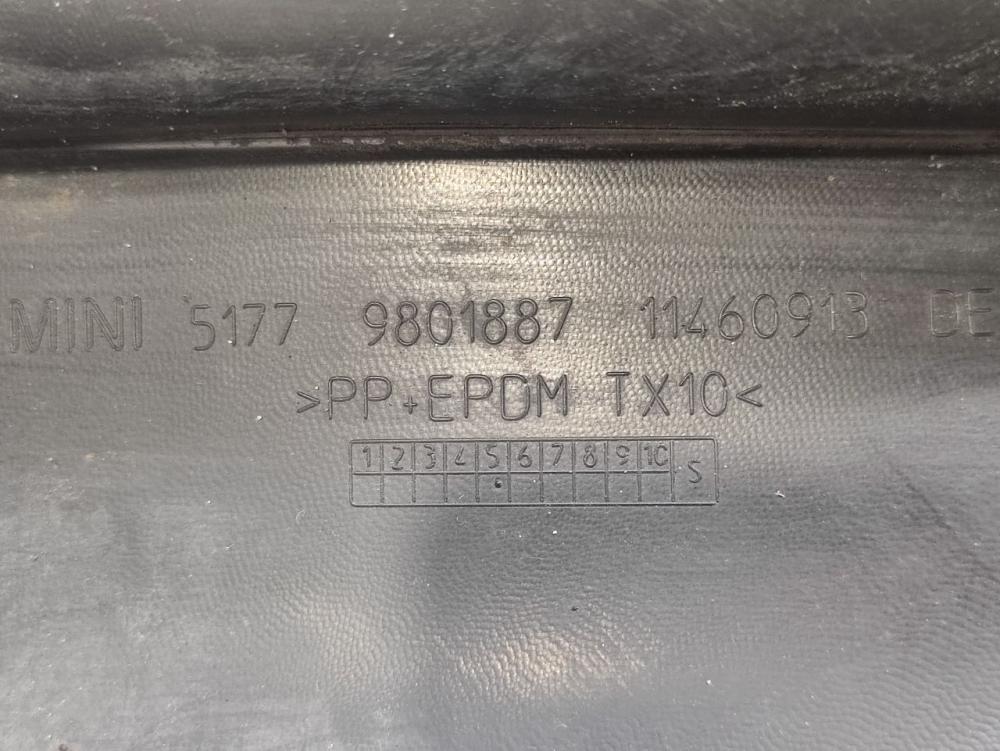 MINI 5177 9801887 11460913 DE
>PP+EPDM TX10<
1 2 3 4 5 6 7 8 9 10 S